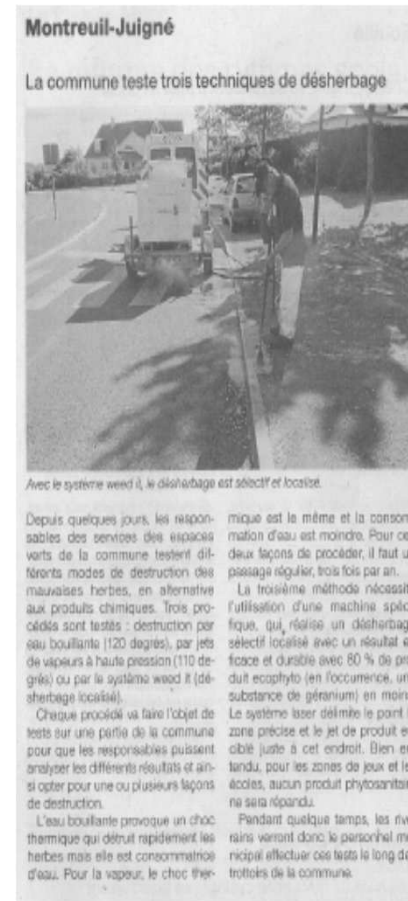 Montreuil-Juigné
La commune teste trois techniques de désherbage
Avec le système weed it, le désherbage est sélectif et localisé.
Depuis quelques jours, les respon-
sables des services des espaces
verts de la commune testent dif-
férents modes de destruction des
mauvaises herbes, en alternative
aux produits chimiques. Trois pro-
cédés sont testés : destruction par
eau bouillante (120 degrés), par jets
de vapeurs à haute pression (110 de-
grés) ou par le système weed it (dé-
sherbage localisé).
Chaque procédé va faire l'objet de
tests sur une partie de la commune
pour que les responsables puissent
analyser les différents résultats et ain-
si opter pour une ou plusieurs façons
de destruction.
L'eau bouillante provoque un choc
thermique qui détruit rapidement les
herbes mais elle est consommatrice
d'eau. Pour la vapeur, le choc ther-
mique est le même et la consom
mation d'eau est moindre. Pour ce
deux façons de procéder, il faut u
passage régulier, trois fois par an.
La troisième méthode nécessit
l'utilisation d'une machine spéc
fique, qui réalise un désherbag
sélectif localisé avec un résultat e
ficace et durable avec 80 % de pro
duit ecophyto (en l'occurrence, un
substance de géranium) en moins
Le système laser délimite le point l
zone précise et le jet de produit e
ciblé juste à cet endroit. Bien en
tendu, pour les zones de jeux et le
écoles, aucun produit phytosanitai
ne sera répandu.
Pendant quelque temps, les rive
rains verront donc le personnel mu
nicipal effectuer ces tests le long de
trottoirs de la commune.